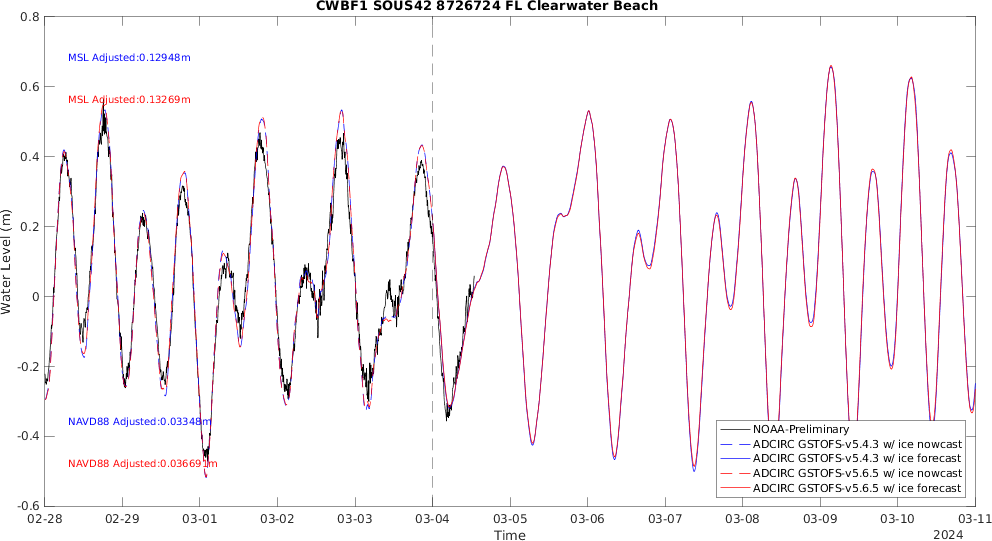 CWBF1 SOUS42 8726724 FL Clearwater Beach
0.8
0.6
0.4
0.2
0
-0.2
-0.4
-0.6
Water Level (m)
MSL Adjusted:0.12948m
MSL Adjusted:0.13269m
NAVD88 Adjusted:0.03348m
NAVD88 Adjusted:0.036691m
NOAA-Preliminary
ADCIRC GSTOFS-v5.4.3 w/ ice nowcast
ADCIRC GSTOFS-v5.4.3 w/ ice forecast
ADCIRC GSTOFS-v5.6.5 w/ ice nowcast
ADCIRC GSTOFS-v5.6.5 w/ ice forecast
02-28 02-29 03-01 03-02 03-03 03-04 03-05 03-06 03-07 03-08 03-09 03-10 03-11
Time
2024